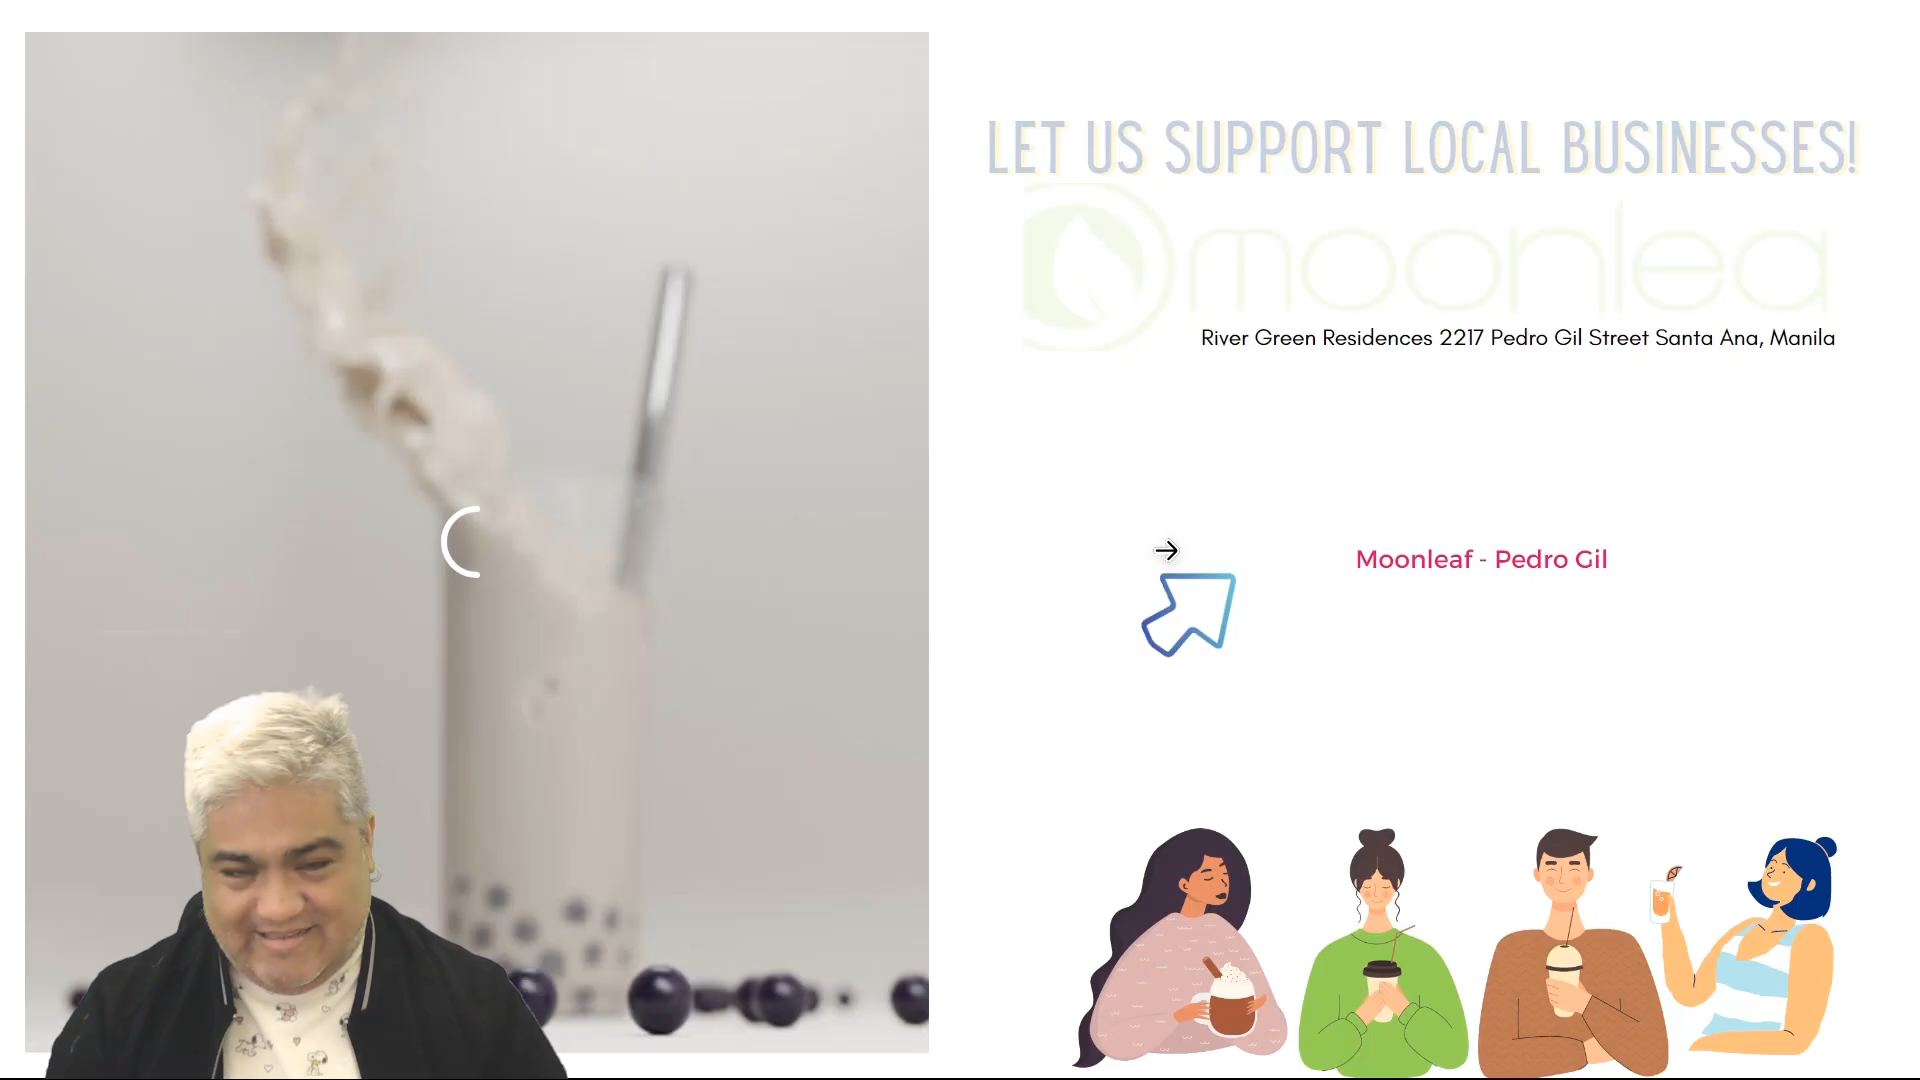 LET US SUPPORT LOCAL BUSINESSES!
moonlea
River Green Residences 2217 Pedro Gil Street Santa Ana, Manila
Moonleaf - Pedro Gil